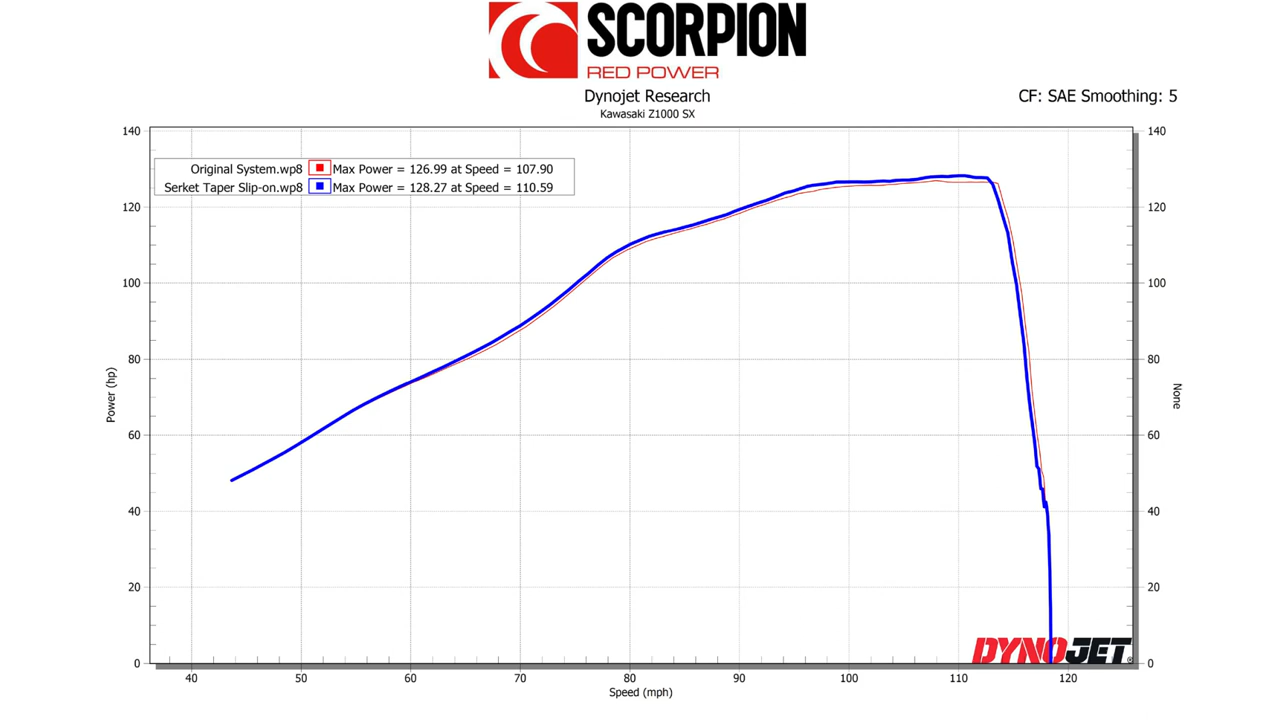 SCORPION
RED POWER
Dynojet Research
CF: SAE Smoothing: 5
Kawasaki Z1000 SX
Original System.wp8 Max Power = 126.99 at Speed = 107.90
Serket Taper Slip-on.wp8 Max Power = 128.27 at Speed = 110.59
140 140
120 120
100 100
80 80
Power (hp)
None
60 60
40 40
20 20
DYNOJET®
0 0
40 50 60 70 80 90 100 110 120
Speed (mph)